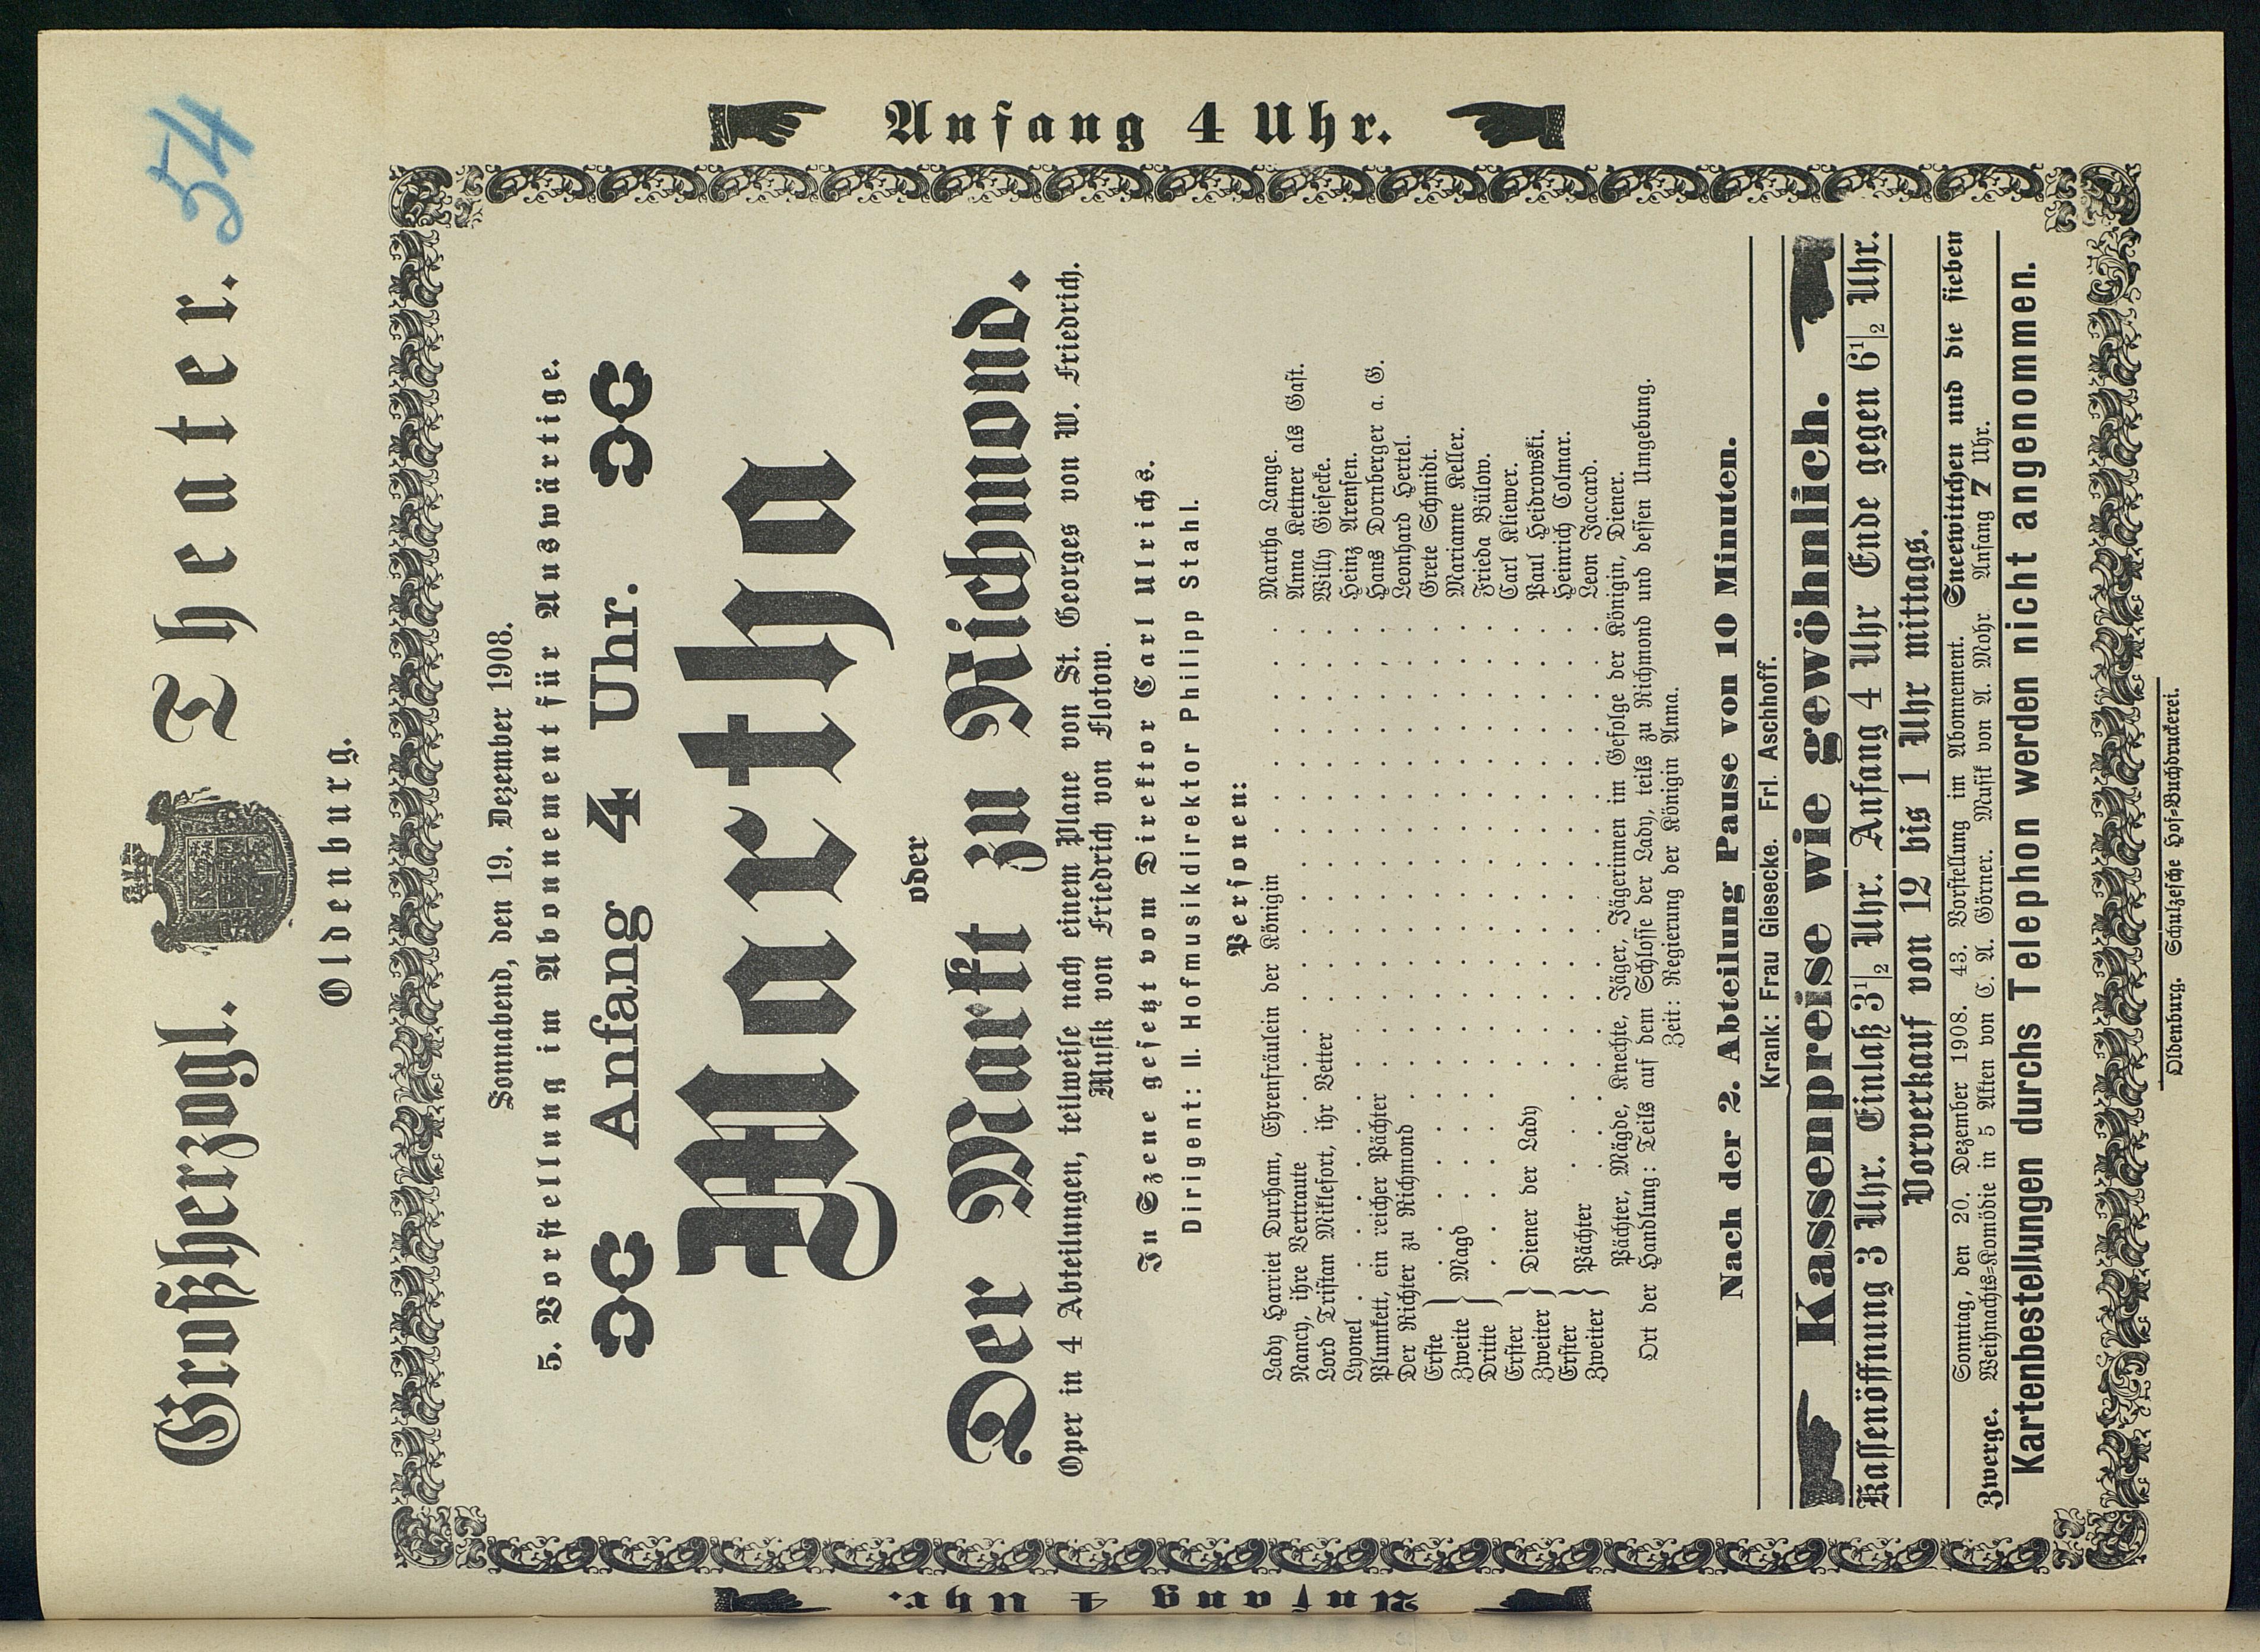 54
Großherzogl. Theater.
Oldenburg.
Anfang 4 Uhr.
Sonnabend, den 19. Dezember 1908.
5. Vorstellung im Abonnement für Auswärtige.
Anfang 4 Uhr.
Martha
oder
Der Markt zu Richmond.
Oper in 4 Abteilungen, teilweise nach einem Plane von St. Georges von W. Friedrich.
Musik von Friedrich von Flotow.
In Szene gesetzt vom Direktor Carl Ulrichs.
Dirigent: II. Hofmusikdirektor Philipp Stahl.
Personen:
Lady Harriet Durham, Ehrenfräulein der Königin . . . . . . . Martha Lange.
Nancy, ihre Vertraute . . . . . . . . . . . . . Anna Kettner als Gast.
Lord Tristan Miklefort, ihr Vetter . . . . . . . . . . . Willy Giesecke.
Lyonel . . . . . . . . . . . . . . . . . Heinz Arensen.
Plumkett, ein reicher Pächter . . . . . . . . . . . Hans Dornberger a. G.
Der Richter zu Richmond . . . . . . . . . . . . Leonhard Hertel.
Erste } . . . . . . . . . . . . . . Grete Schmidt.
Zweite } Magd . . . . . . . . . . . . . Marianne Keller.
Dritte } . . . . . . . . . . . . . . Frieda Bülow.
Erster } . . . . . . . . . . . . Carl Kliewer.
Zweiter } Diener der Lady . . . . . . . . . . . . Paul Heidrowski.
Erster } Pächter . . . . . . . . . . . . . Heinrich Colmar.
Zweiter } . . . . . . . . . . . . . Leon Jaccard.
Pächter, Mägde, Knechte, Jäger, Jägerinnen im Gefolge der Königin, Diener.
Ort der Handlung: Teils auf dem Schlosse der Lady, teils zu Richmond und dessen Umgebung.
Zeit: Regierung der Königin Anna.
Nach der 2. Abteilung Pause von 10 Minuten.
Krank: Frau Giesecke. Frl. Aschhoff.
Kassenpreise wie gewöhnlich.
Kassenöffnung 3 Uhr. Einlaß 3 1/2 Uhr. Anfang 4 Uhr Ende gegen 6 1/2 Uhr.
Vorverkauf von 12 bis 1 Uhr mittags.
Sonntag, den 20. Dezember 1908. 43. Vorstellung im Abonnement. Sneewittchen und die sieben
Zwerge. Weihnachts-Komödie in 5 Akten von C. A. Görner. Musik von A. Mohr. Anfang 7 Uhr.
Kartenbestellungen durchs Telephon werden nicht angenommen.
Oldenburg. Schulzesche Hof-Buchdruckerei.
Anfang 4 Uhr.